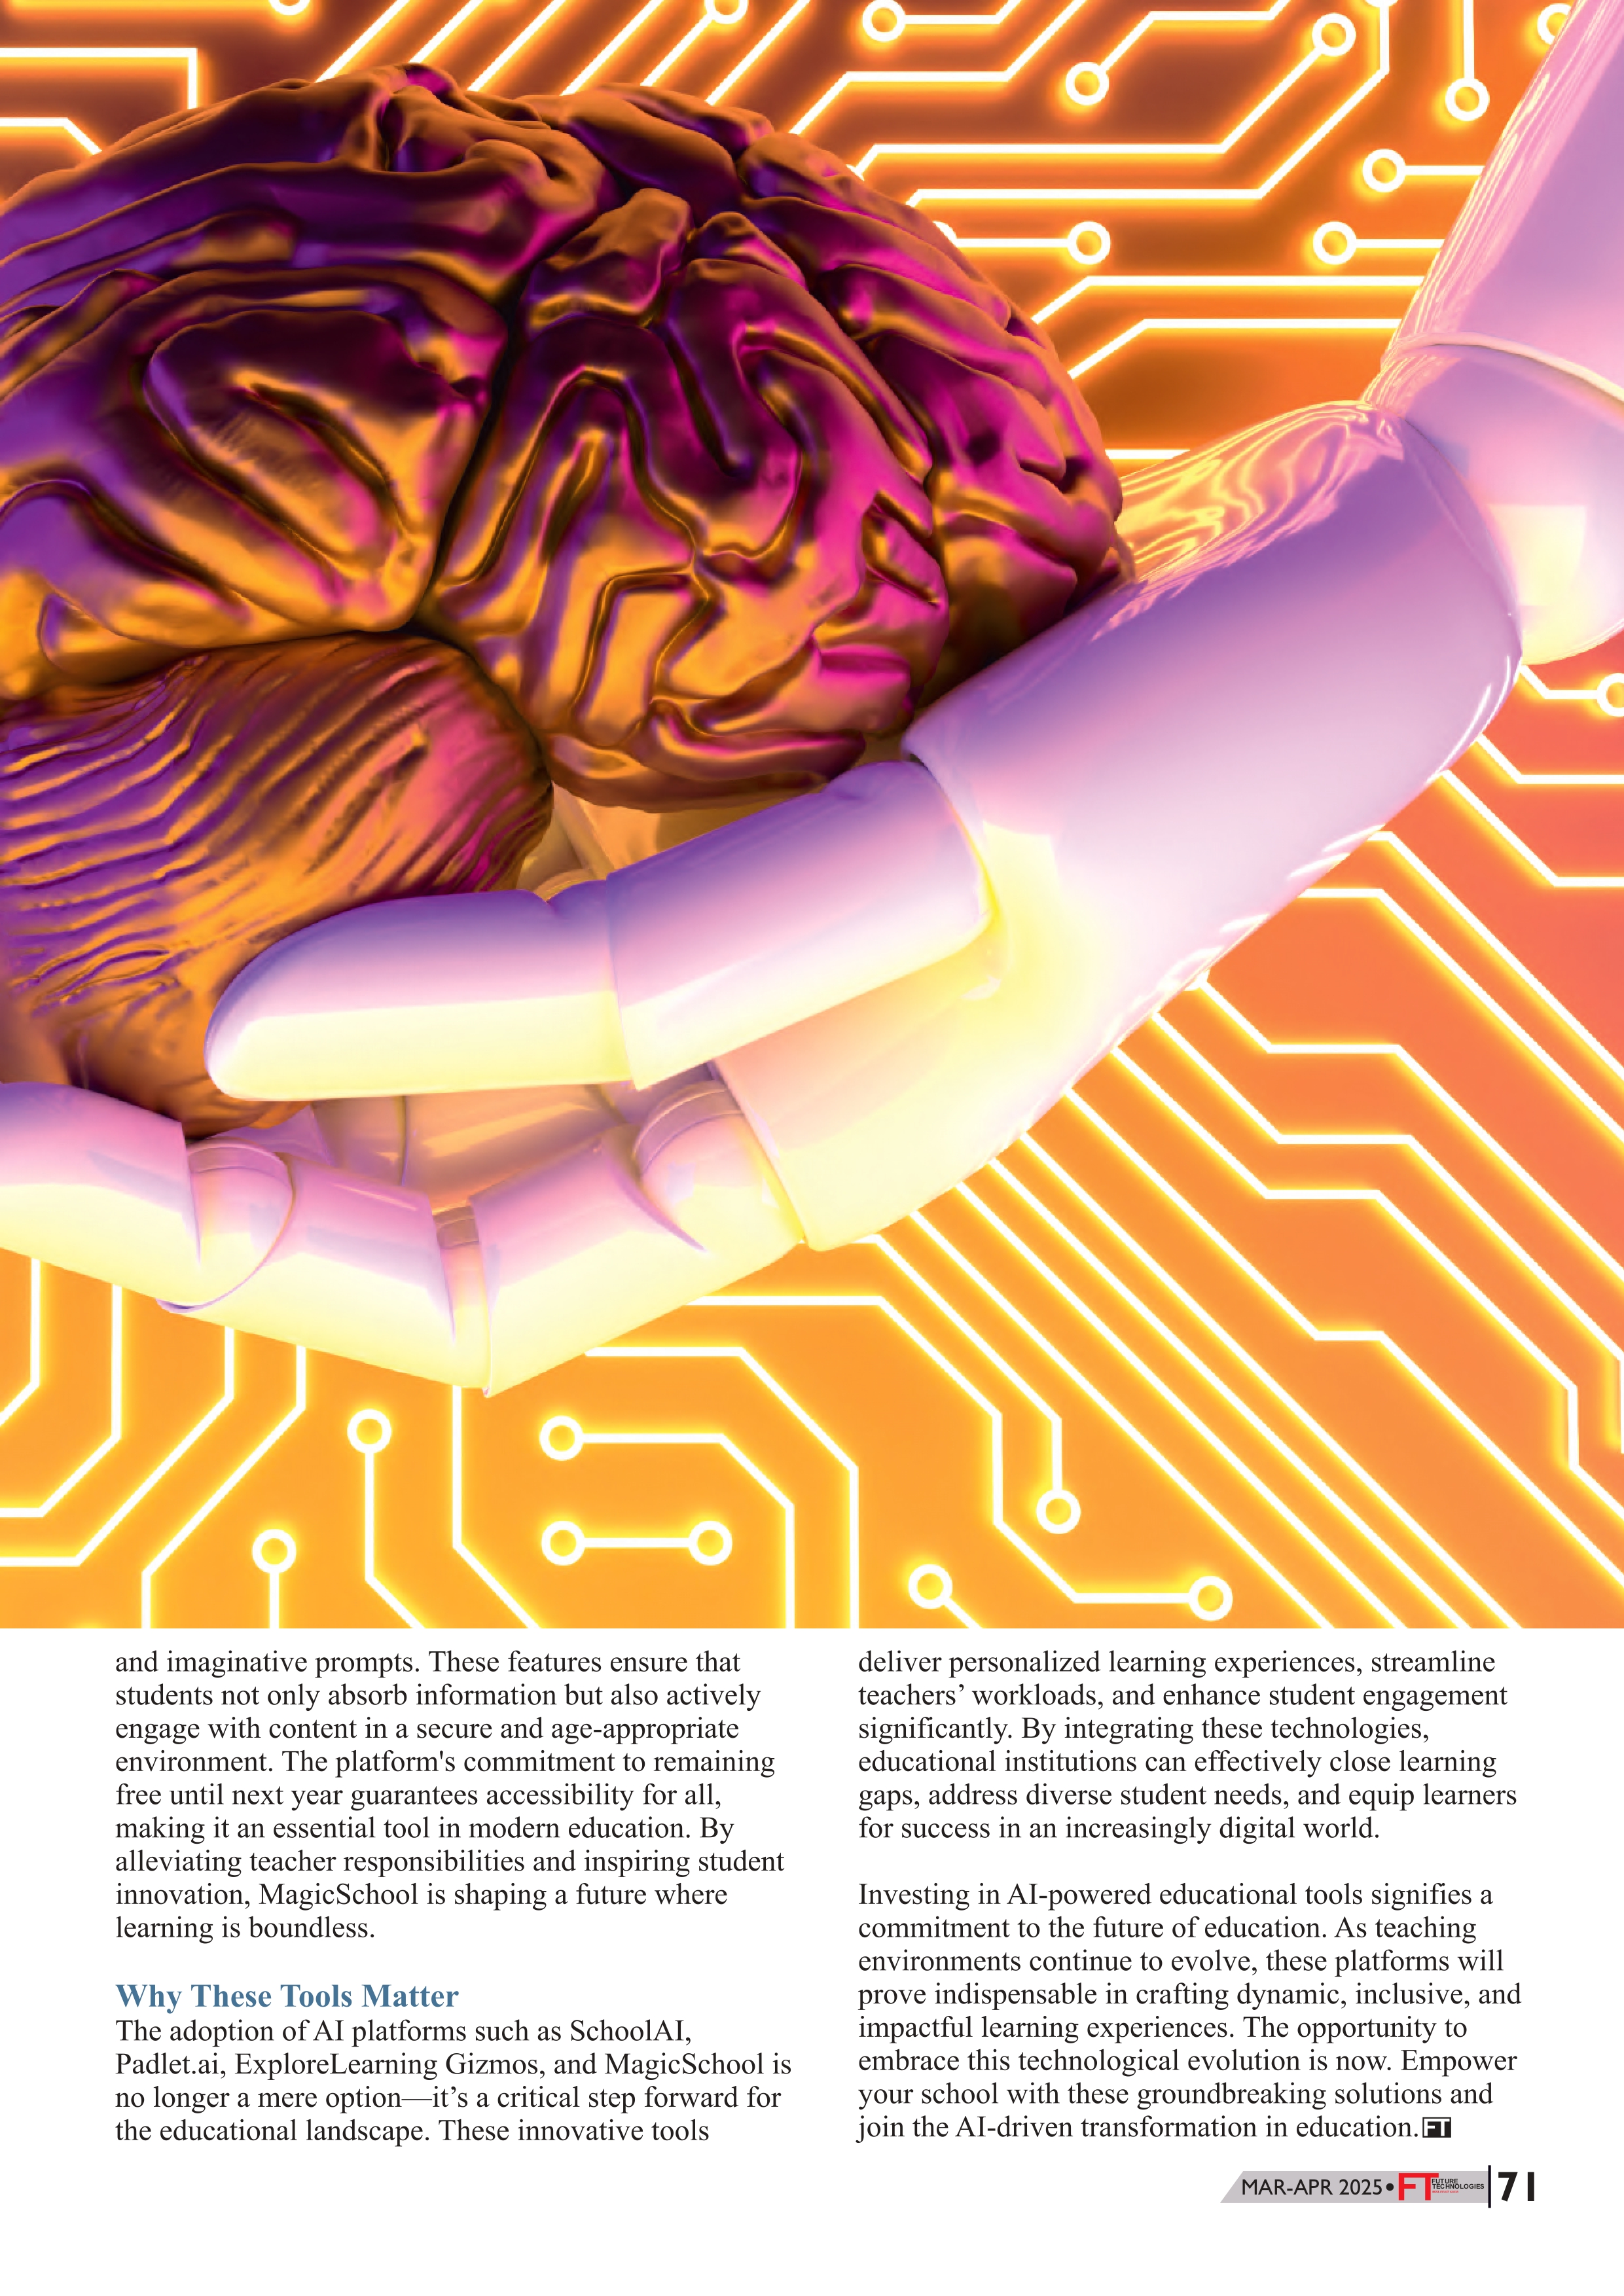 and imaginative prompts. These features ensure that
students not only absorb information but also actively
engage with content in a secure and age-appropriate
environment. The platform's commitment to remaining
free until next year guarantees accessibility for all,
making it an essential tool in modern education. By
alleviating teacher responsibilities and inspiring student
innovation, MagicSchool is shaping a future where
learning is boundless.
Why These Tools Matter
The adoption of AI platforms such as SchoolAI,
Padlet.ai, ExploreLearning Gizmos, and MagicSchool is
no longer a mere option—it’s a critical step forward for
the educational landscape. These innovative tools
deliver personalized learning experiences, streamline
teachers’ workloads, and enhance student engagement
significantly. By integrating these technologies,
educational institutions can effectively close learning
gaps, address diverse student needs, and equip learners
for success in an increasingly digital world.
Investing in AI-powered educational tools signifies a
commitment to the future of education. As teaching
environments continue to evolve, these platforms will
prove indispensable in crafting dynamic, inclusive, and
impactful learning experiences. The opportunity to
embrace this technological evolution is now. Empower
your school with these groundbreaking solutions and
join the AI-driven transformation in education. FT
MAR-APR 2025 • FT FUTURE TECHNOLOGIES 71